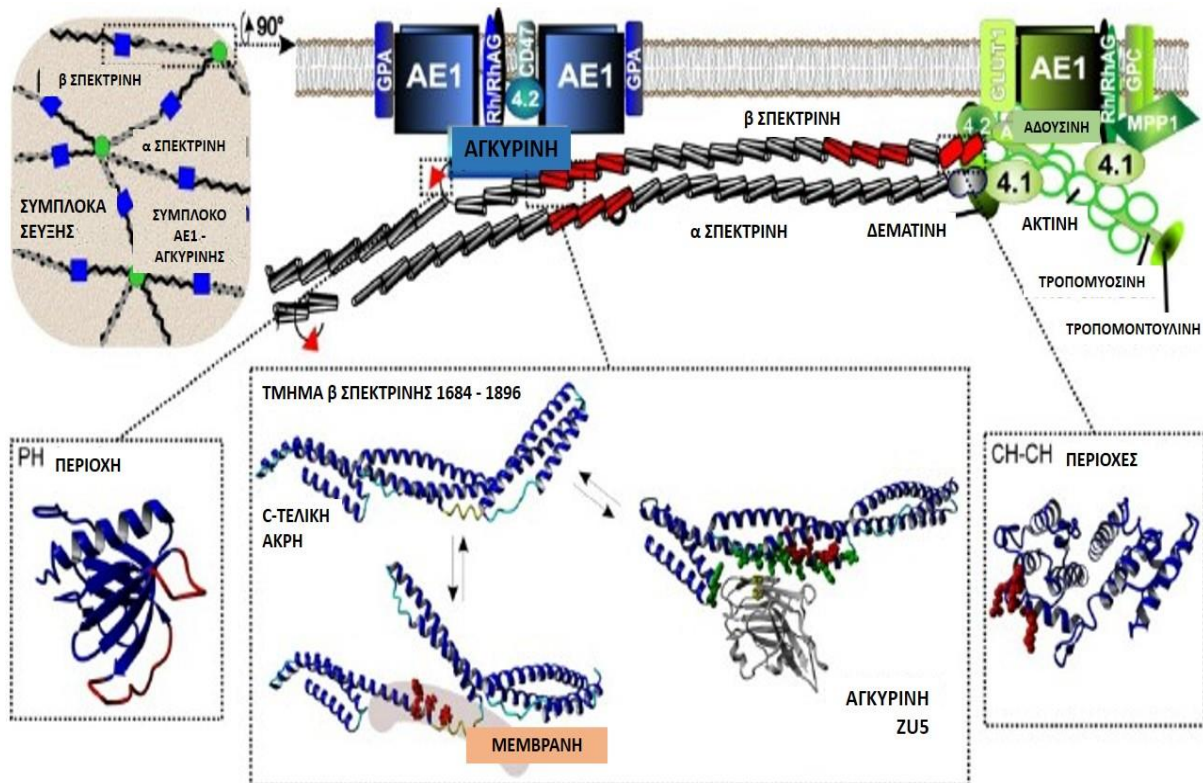 90°
β ΣΠΕΚΤΡΙΝΗ
α ΣΠΕΚΤΡΙΝΗ
ΣΥΜΠΛΟΚΑ
ΣΕΥΞΗΣ
ΣΥΜΠΛΟΚΟ
ΑΕ1 -
ΑΓΚΥΡΙΝΗΣ
GPA
AE1
Rh/RhAG
CD47
4.2
AE1
GPA
ΑΓΚΥΡΙΝΗ
β ΣΠΕΚΤΡΙΝΗ
α ΣΠΕΚΤΡΙΝΗ
GLUT1
AE1
Rh/RhAG
GPC
MPP1
4.2
ΑΔΟΥΣΙΝΗ
4.1
4.1
ΔΕΜΑΤΙΝΗ
ΑΚΤΙΝΗ
ΤΡΟΠΟΜΥΟΣΙΝΗ
ΤΡΟΠΟΜΟΝΤΟΥΛΙΝΗ
PH ΠΕΡΙΟΧΗ
ΤΜΗΜΑ β ΣΠΕΚΤΡΙΝΗΣ 1684 - 1896
C-ΤΕΛΙΚΗ
ΑΚΡΗ
ΜΕΜΒΡΑΝΗ
ΑΓΚΥΡΙΝΗ
ZU5
CH-CH ΠΕΡΙΟΧΕΣ